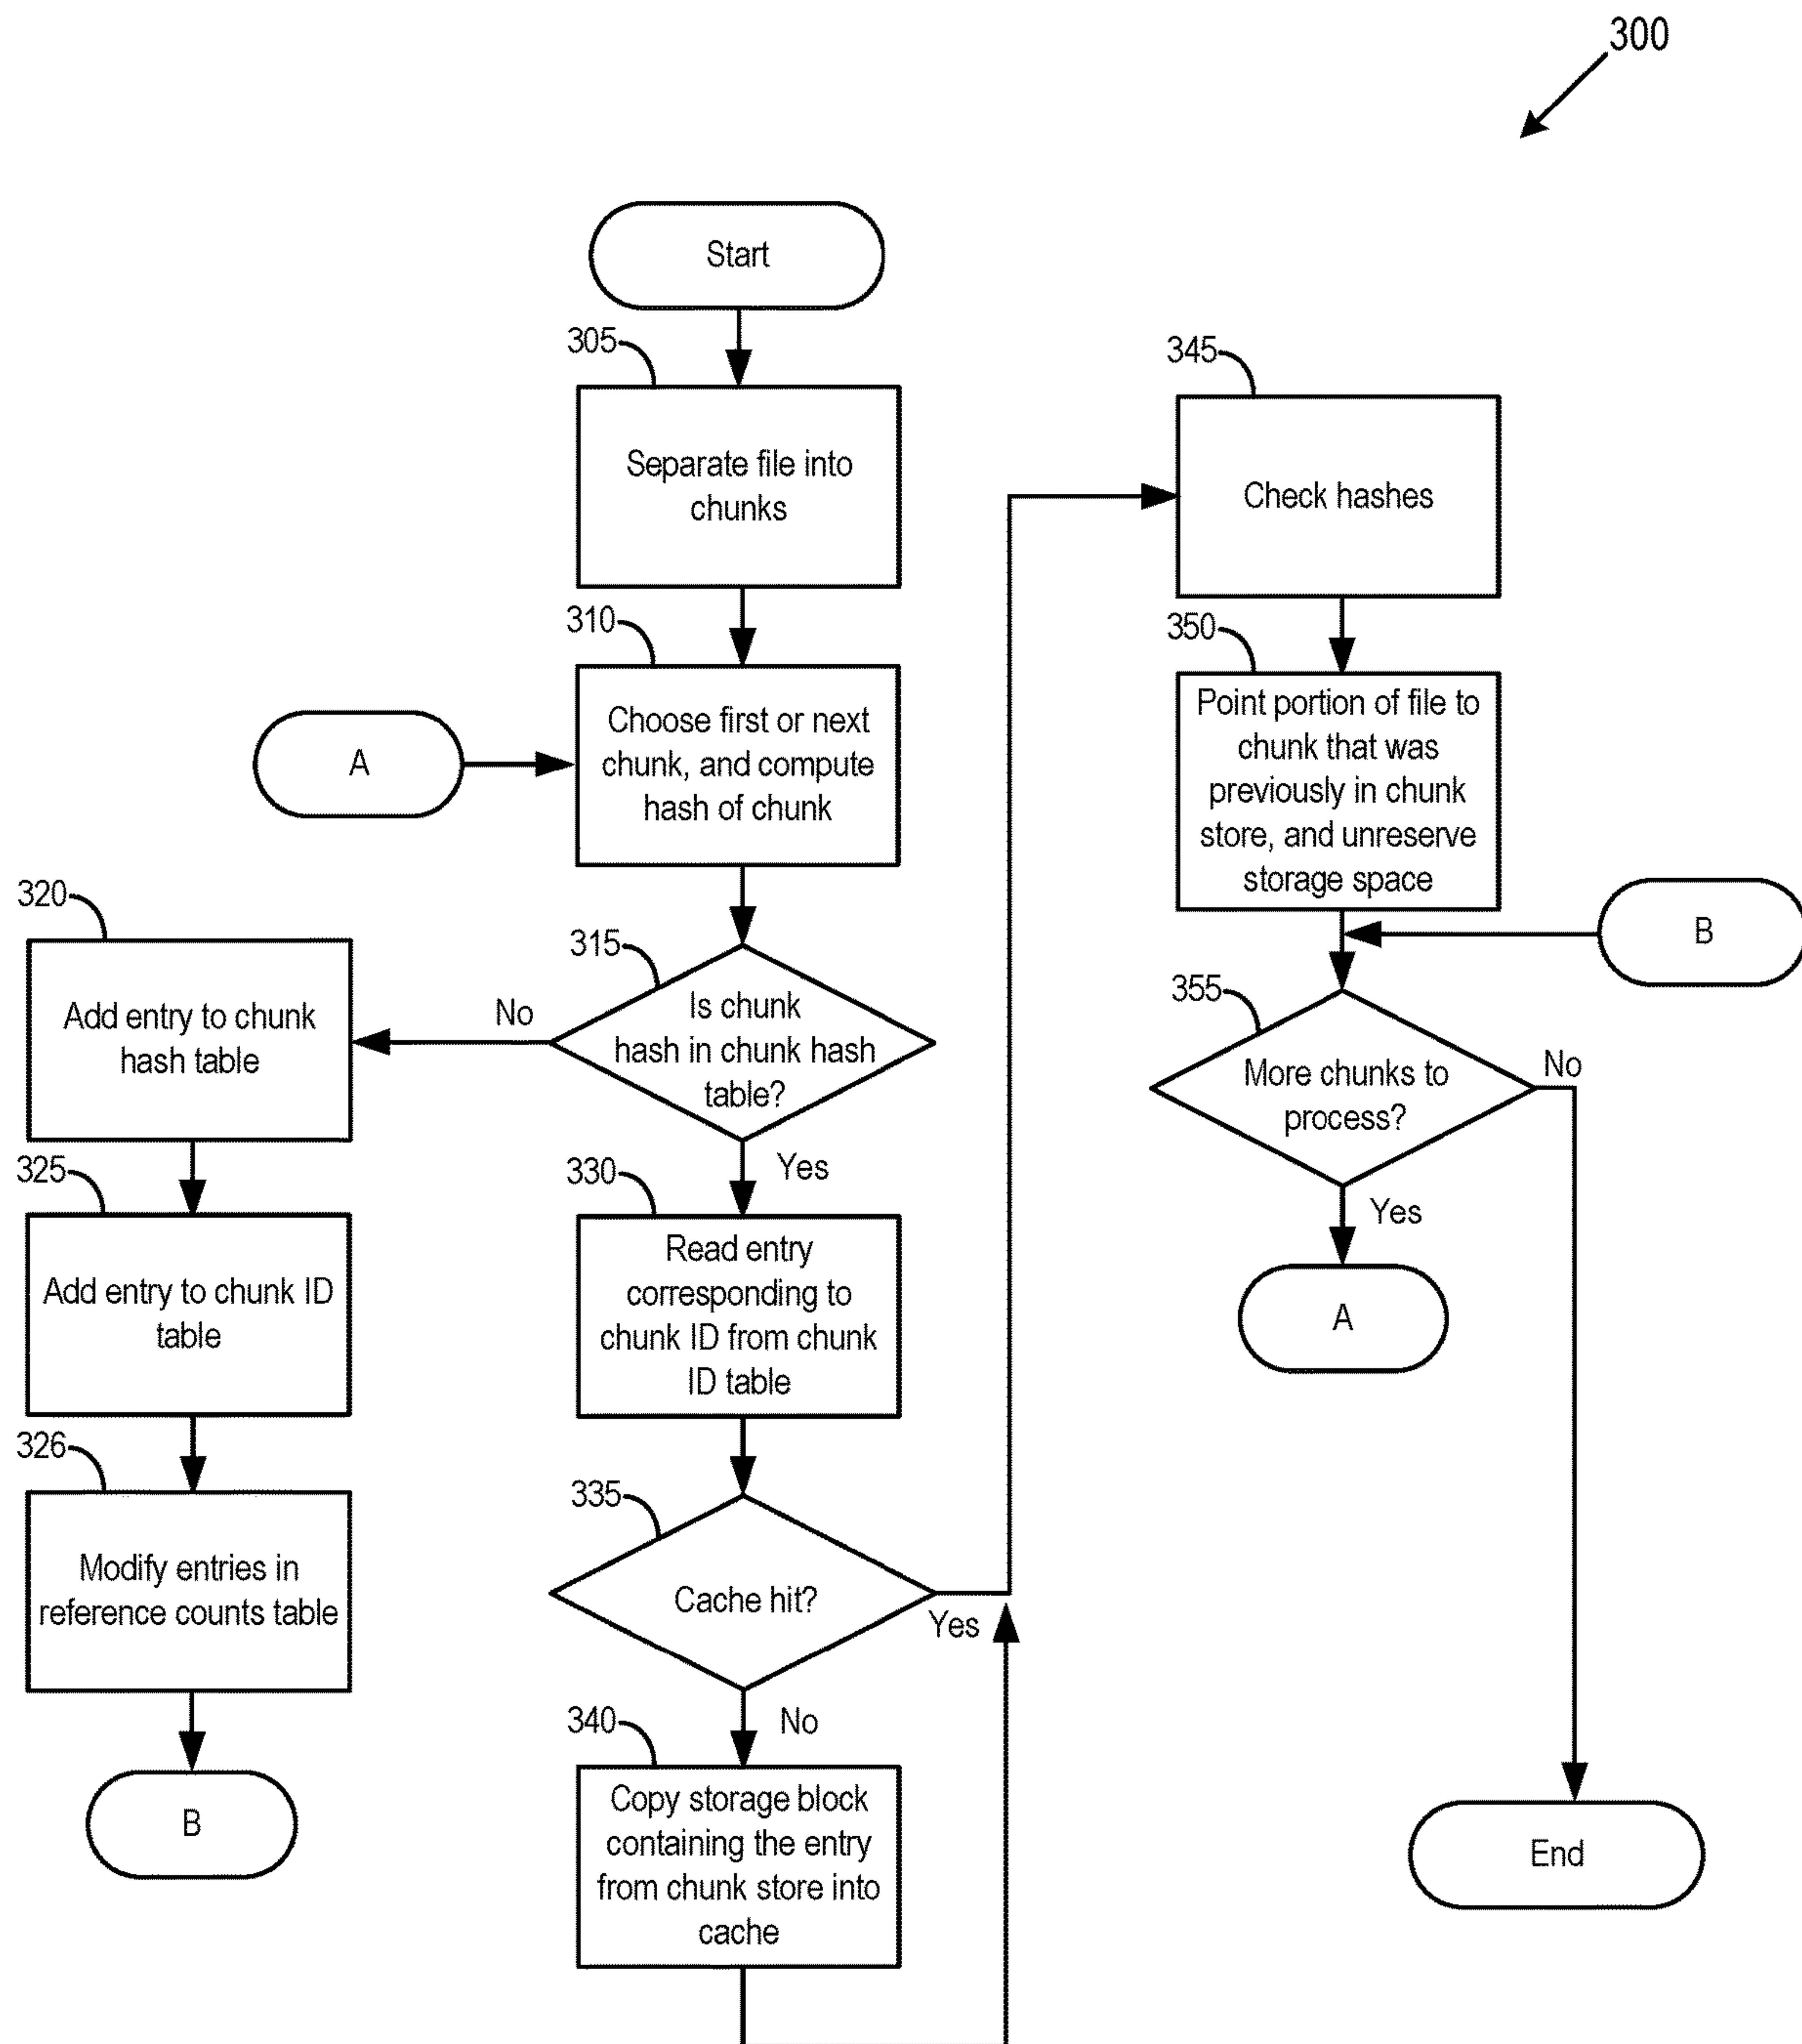 300
Start
305
Separate file into
chunks
310
Choose first or next
chunk, and compute
hash of chunk
A
315
Is chunk
hash in chunk hash
table?
No
Yes
320
Add entry to chunk
hash table
325
Add entry to chunk ID
table
326
Modify entries in
reference counts table
B
330
Read entry
corresponding to
chunk ID from chunk
ID table
335
Cache hit?
Yes
No
340
Copy storage block
containing the entry
from chunk store into
cache
345
Check hashes
350
Point portion of file to
chunk that was
previously in chunk
store, and unreserve
storage space
B
355
More chunks to
process?
No
Yes
A
End